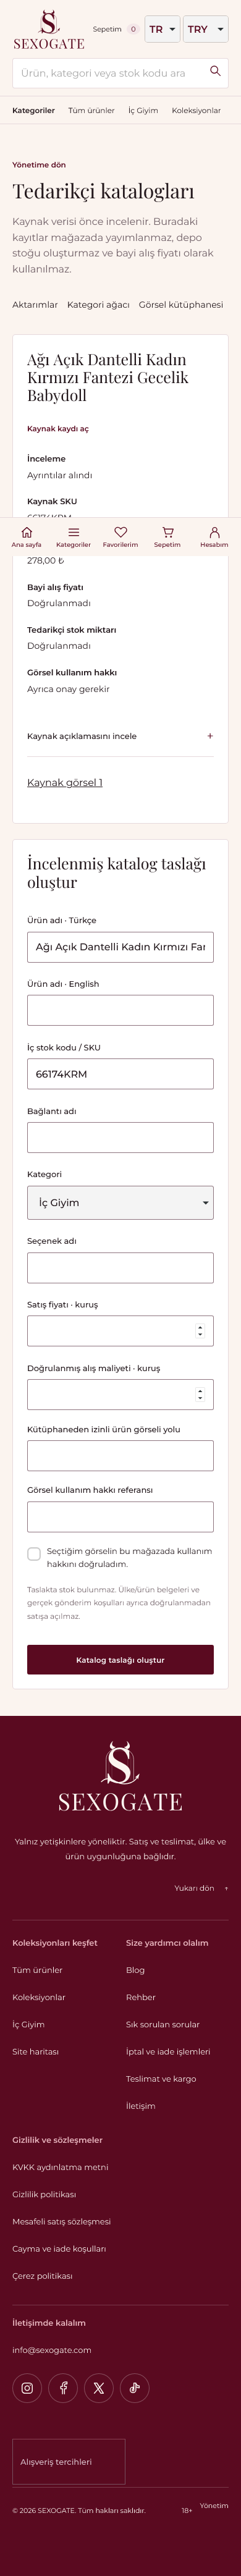 SEXOGATE
Sepetim 0
TR
TRY
Ürün, kategori veya stok kodu ara
Kategoriler Tüm ürünler İç Giyim Koleksiyonlar
Yönetime dön
Tedarikçi katalogları
Kaynak verisi önce incelenir. Buradaki
kayıtlar mağazada yayımlanmaz, depo
stoğu oluşturmaz ve bayi alış fiyatı olarak
kullanılmaz.
Aktarımlar Kategori ağacı Görsel kütüphanesi
Ağı Açık Dantelli Kadın
Kırmızı Fantezi Gecelik
Babydoll
Kaynak kaydı aç
İnceleme
Ayrıntılar alındı
Kaynak SKU
Ana sayfa Kategoriler Favorilerim Sepetim Hesabım
278,00 ₺
Bayi alış fiyatı
Doğrulanmadı
Tedarikçi stok miktarı
Doğrulanmadı
Görsel kullanım hakkı
Ayrıca onay gerekir
Kaynak açıklamasını incele +
Kaynak görsel 1
İncelenmiş katalog taslağı
oluştur
Ürün adı · Türkçe
Ağı Açık Dantelli Kadın Kırmızı Fan
Ürün adı · English
İç stok kodu / SKU
66174KRM
Bağlantı adı
Kategori
İç Giyim
Seçenek adı
Satış fiyatı · kuruş
Doğrulanmış alış maliyeti · kuruş
Kütüphaneden izinli ürün görseli yolu
Görsel kullanım hakkı referansı
Seçtiğim görselin bu mağazada kullanım
hakkını doğruladım.
Taslakta stok bulunmaz. Ülke/ürün belgeleri ve
gerçek gönderim koşulları ayrıca doğrulanmadan
satışa açılmaz.
Katalog taslağı oluştur
SEXOGATE
Yalnız yetişkinlere yöneliktir. Satış ve teslimat, ülke ve
ürün uygunluğuna bağlıdır.
Yukarı dön ↑
Koleksiyonları keşfet
Tüm ürünler
Koleksiyonlar
İç Giyim
Site haritası
Size yardımcı olalım
Blog
Rehber
Sık sorulan sorular
İptal ve iade işlemleri
Teslimat ve kargo
İletişim
Gizlilik ve sözleşmeler
KVKK aydınlatma metni
Gizlilik politikası
Mesafeli satış sözleşmesi
Cayma ve iade koşulları
Çerez politikası
İletişimde kalalım
info@sexogate.com
Alışveriş tercihleri
© 2026 SEXOGATE. Tüm hakları saklıdır. 18+ Yönetim